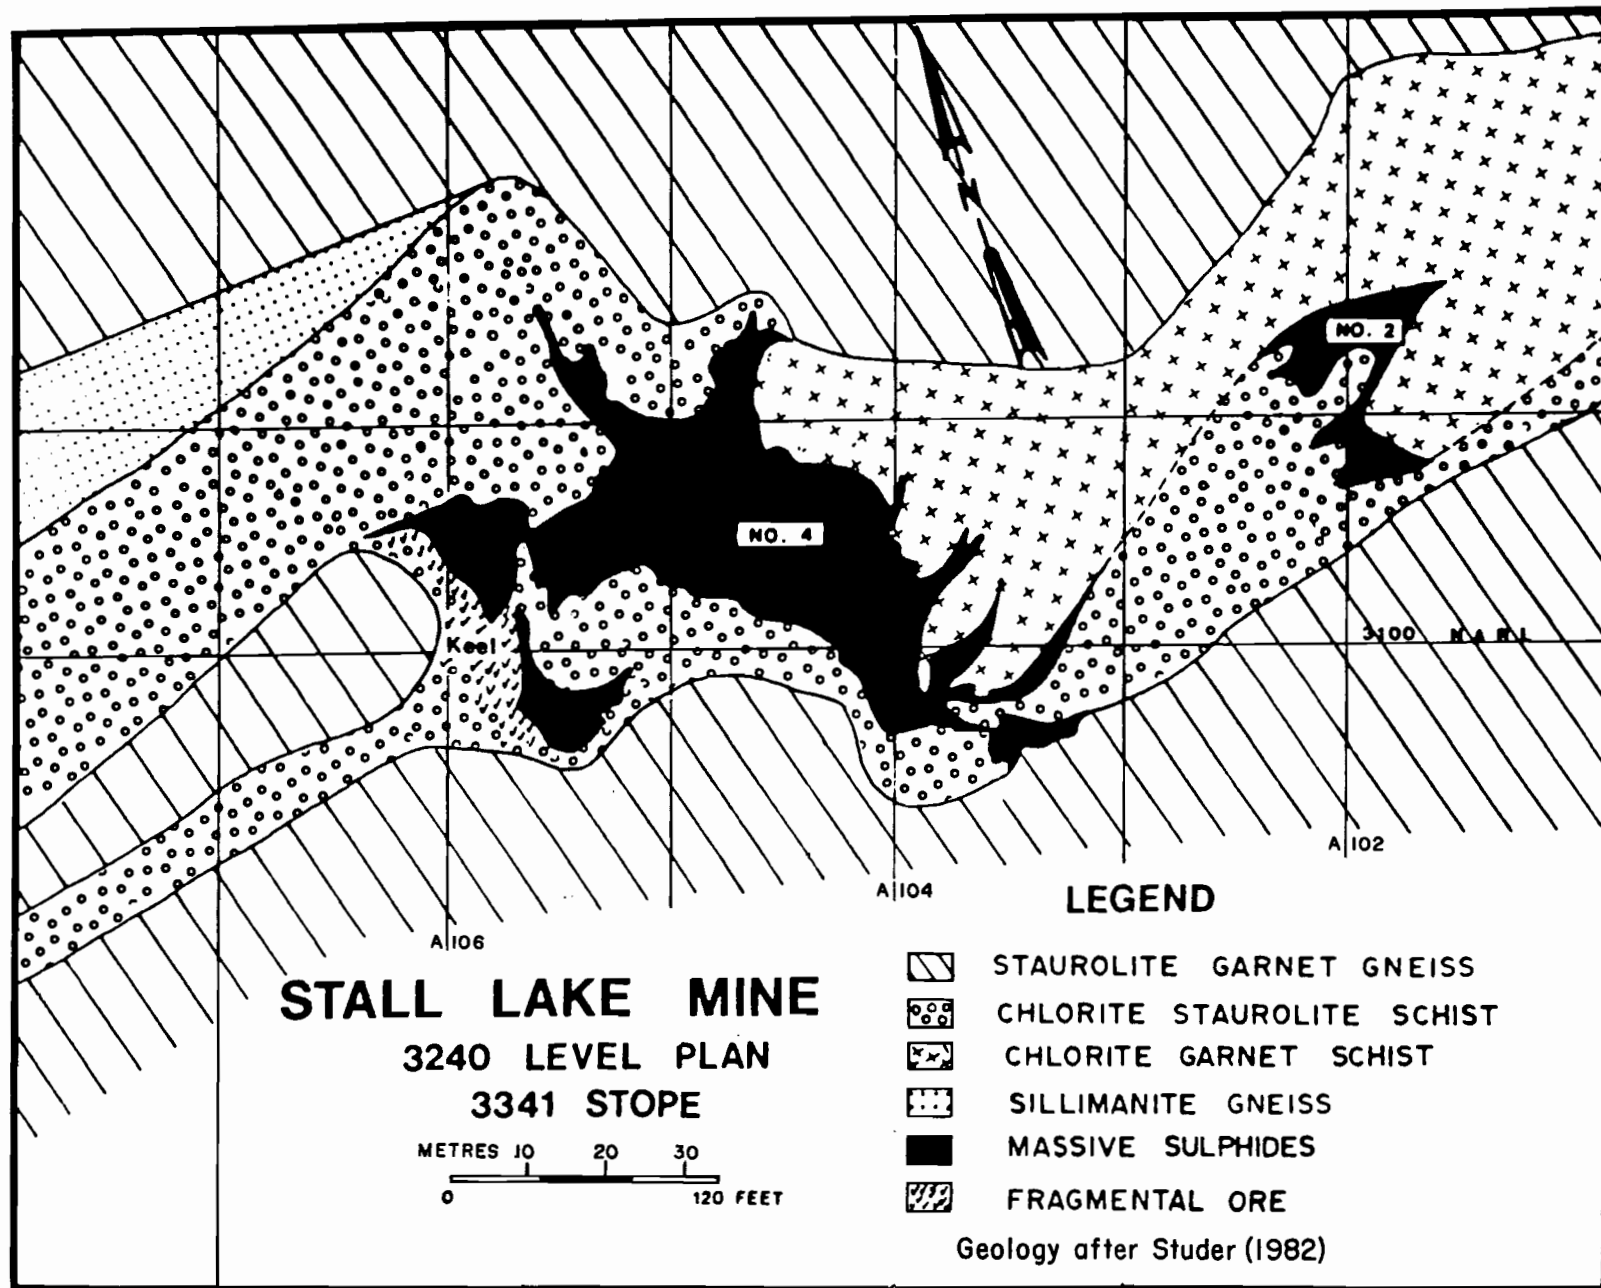 NO. 2
NO. 4
Keel
3100
A 102
A 104
A 106
LEGEND
STAUROLITE GARNET GNEISS
CHLORITE STAUROLITE SCHIST
CHLORITE GARNET SCHIST
SILLIMANITE GNEISS
MASSIVE SULPHIDES
FRAGMENTAL ORE
Geology after Studer (1982)
STALL LAKE MINE
3240 LEVEL PLAN
3341 STOPE
METRES 10 20 30
0 120 FEET